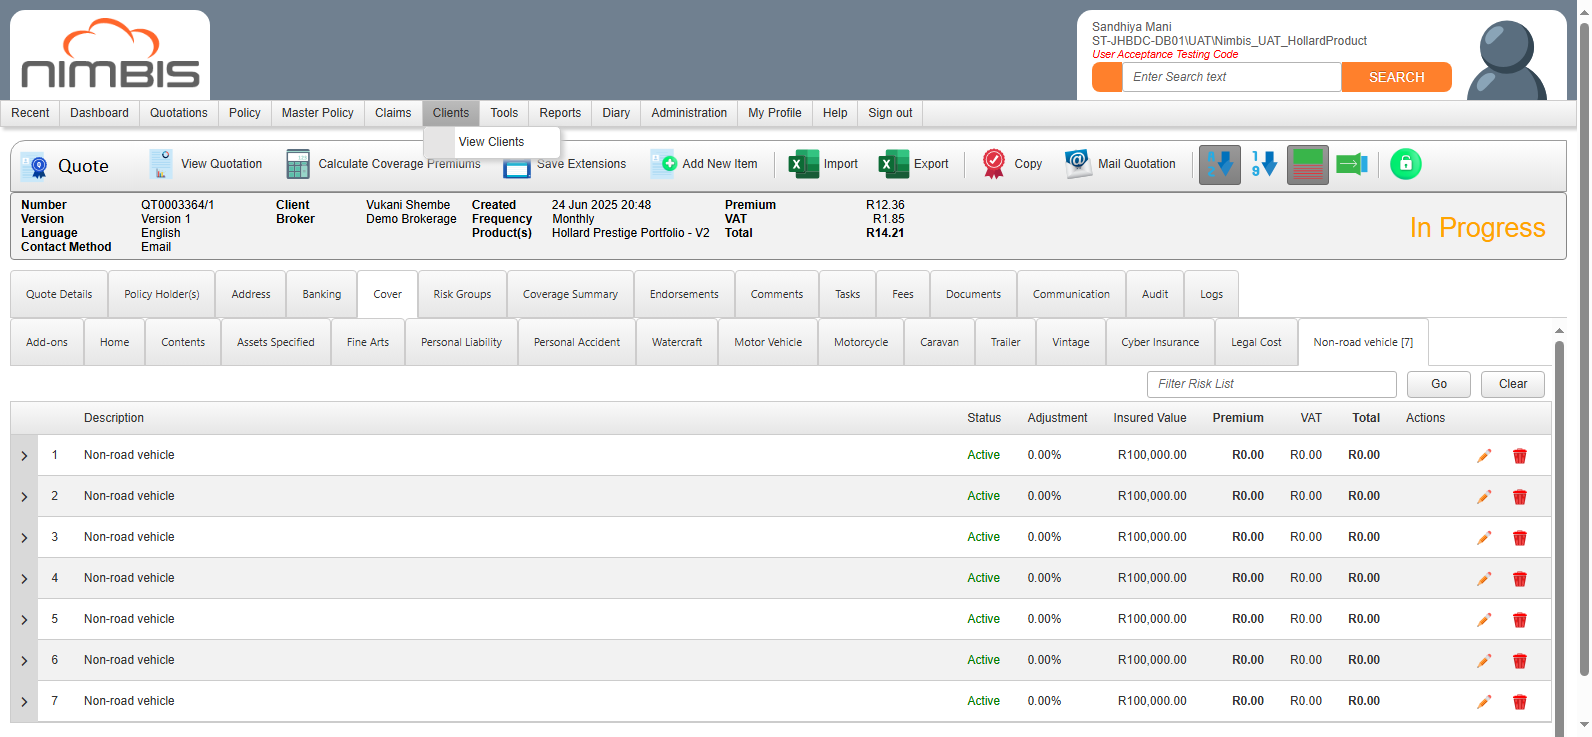 NIMBIS
Sandhiya Mani
ST-JHBDC-DB01\UAT\Nimbis_UAT_HollardProduct
User Acceptance Testing Code
Enter Search text
SEARCH
Recent Dashboard Quotations Policy Master Policy Claims Clients Tools Reports Diary Administration My Profile Help Sign out
View Clients
Quote View Quotation Calculate Coverage Premiums Save Extensions Add New Item Import Export Copy Mail Quotation
Number QT0003364/1 Client Vukani Shembe Created 24 Jun 2025 20:48 Premium R12.36
Version Version 1 Broker Demo Brokerage Frequency Monthly VAT R1.85
Language English Product(s) Hollard Prestige Portfolio - V2 Total R14.21
Contact Method Email
In Progress
Quote Details Policy Holder(s) Address Banking Cover Risk Groups Coverage Summary Endorsements Comments Tasks Fees Documents Communication Audit Logs
Add-ons Home Contents Assets Specified Fine Arts Personal Liability Personal Accident Watercraft Motor Vehicle Motorcycle Caravan Trailer Vintage Cyber Insurance Legal Cost Non-road vehicle [7]
Filter Risk List Go Clear
Description Status Adjustment Insured Value Premium VAT Total Actions
1 Non-road vehicle Active 0.00% R100,000.00 R0.00 R0.00 R0.00
2 Non-road vehicle Active 0.00% R100,000.00 R0.00 R0.00 R0.00
3 Non-road vehicle Active 0.00% R100,000.00 R0.00 R0.00 R0.00
4 Non-road vehicle Active 0.00% R100,000.00 R0.00 R0.00 R0.00
5 Non-road vehicle Active 0.00% R100,000.00 R0.00 R0.00 R0.00
6 Non-road vehicle Active 0.00% R100,000.00 R0.00 R0.00 R0.00
7 Non-road vehicle Active 0.00% R100,000.00 R0.00 R0.00 R0.00